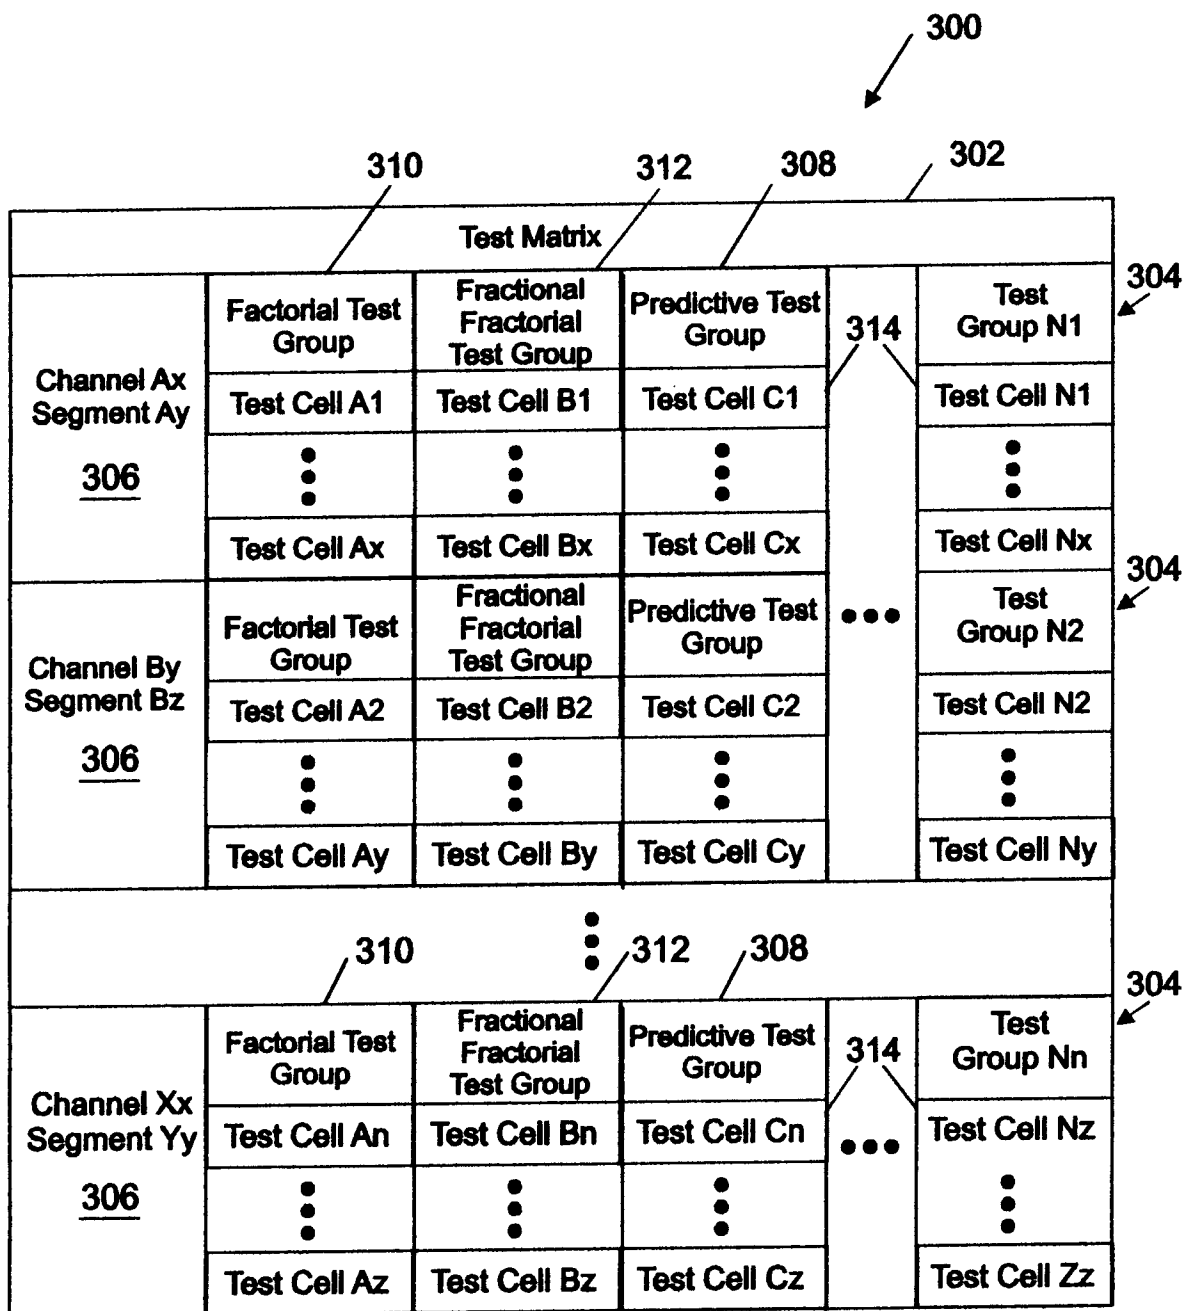 300
310
312
308
302
Test Matrix
304
Channel Ax
Segment Ay
306
Factorial Test
Group
Fractional
Fractorial
Test Group
Predictive Test
Group
314
Test
Group N1
Test Cell A1
Test Cell B1
Test Cell C1
Test Cell N1
Test Cell Ax
Test Cell Bx
Test Cell Cx
Test Cell Nx
304
Channel By
Segment Bz
306
Factorial Test
Group
Fractional
Fractorial
Test Group
Predictive Test
Group
Test
Group N2
Test Cell A2
Test Cell B2
Test Cell C2
Test Cell N2
Test Cell Ay
Test Cell By
Test Cell Cy
Test Cell Ny
310
312
308
304
Channel Xx
Segment Yy
306
Factorial Test
Group
Fractional
Fractorial
Test Group
Predictive Test
Group
314
Test
Group Nn
Test Cell An
Test Cell Bn
Test Cell Cn
Test Cell Nz
Test Cell Az
Test Cell Bz
Test Cell Cz
Test Cell Zz